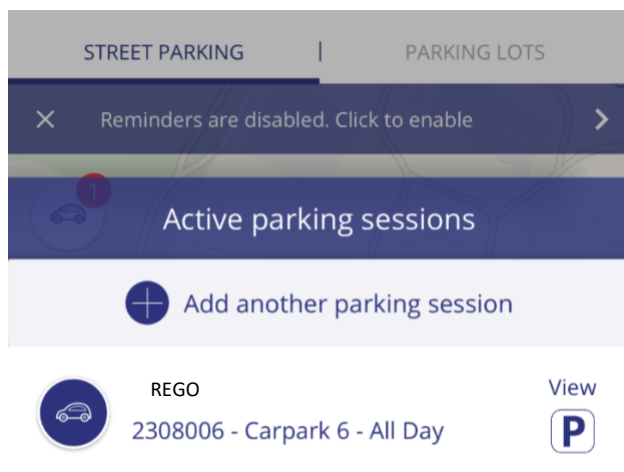 STREET PARKING | PARKING LOTS
Reminders are disabled. Click to enable
1
Active parking sessions
Add another parking session
REGO View
2308006 - Carpark 6 - All Day P